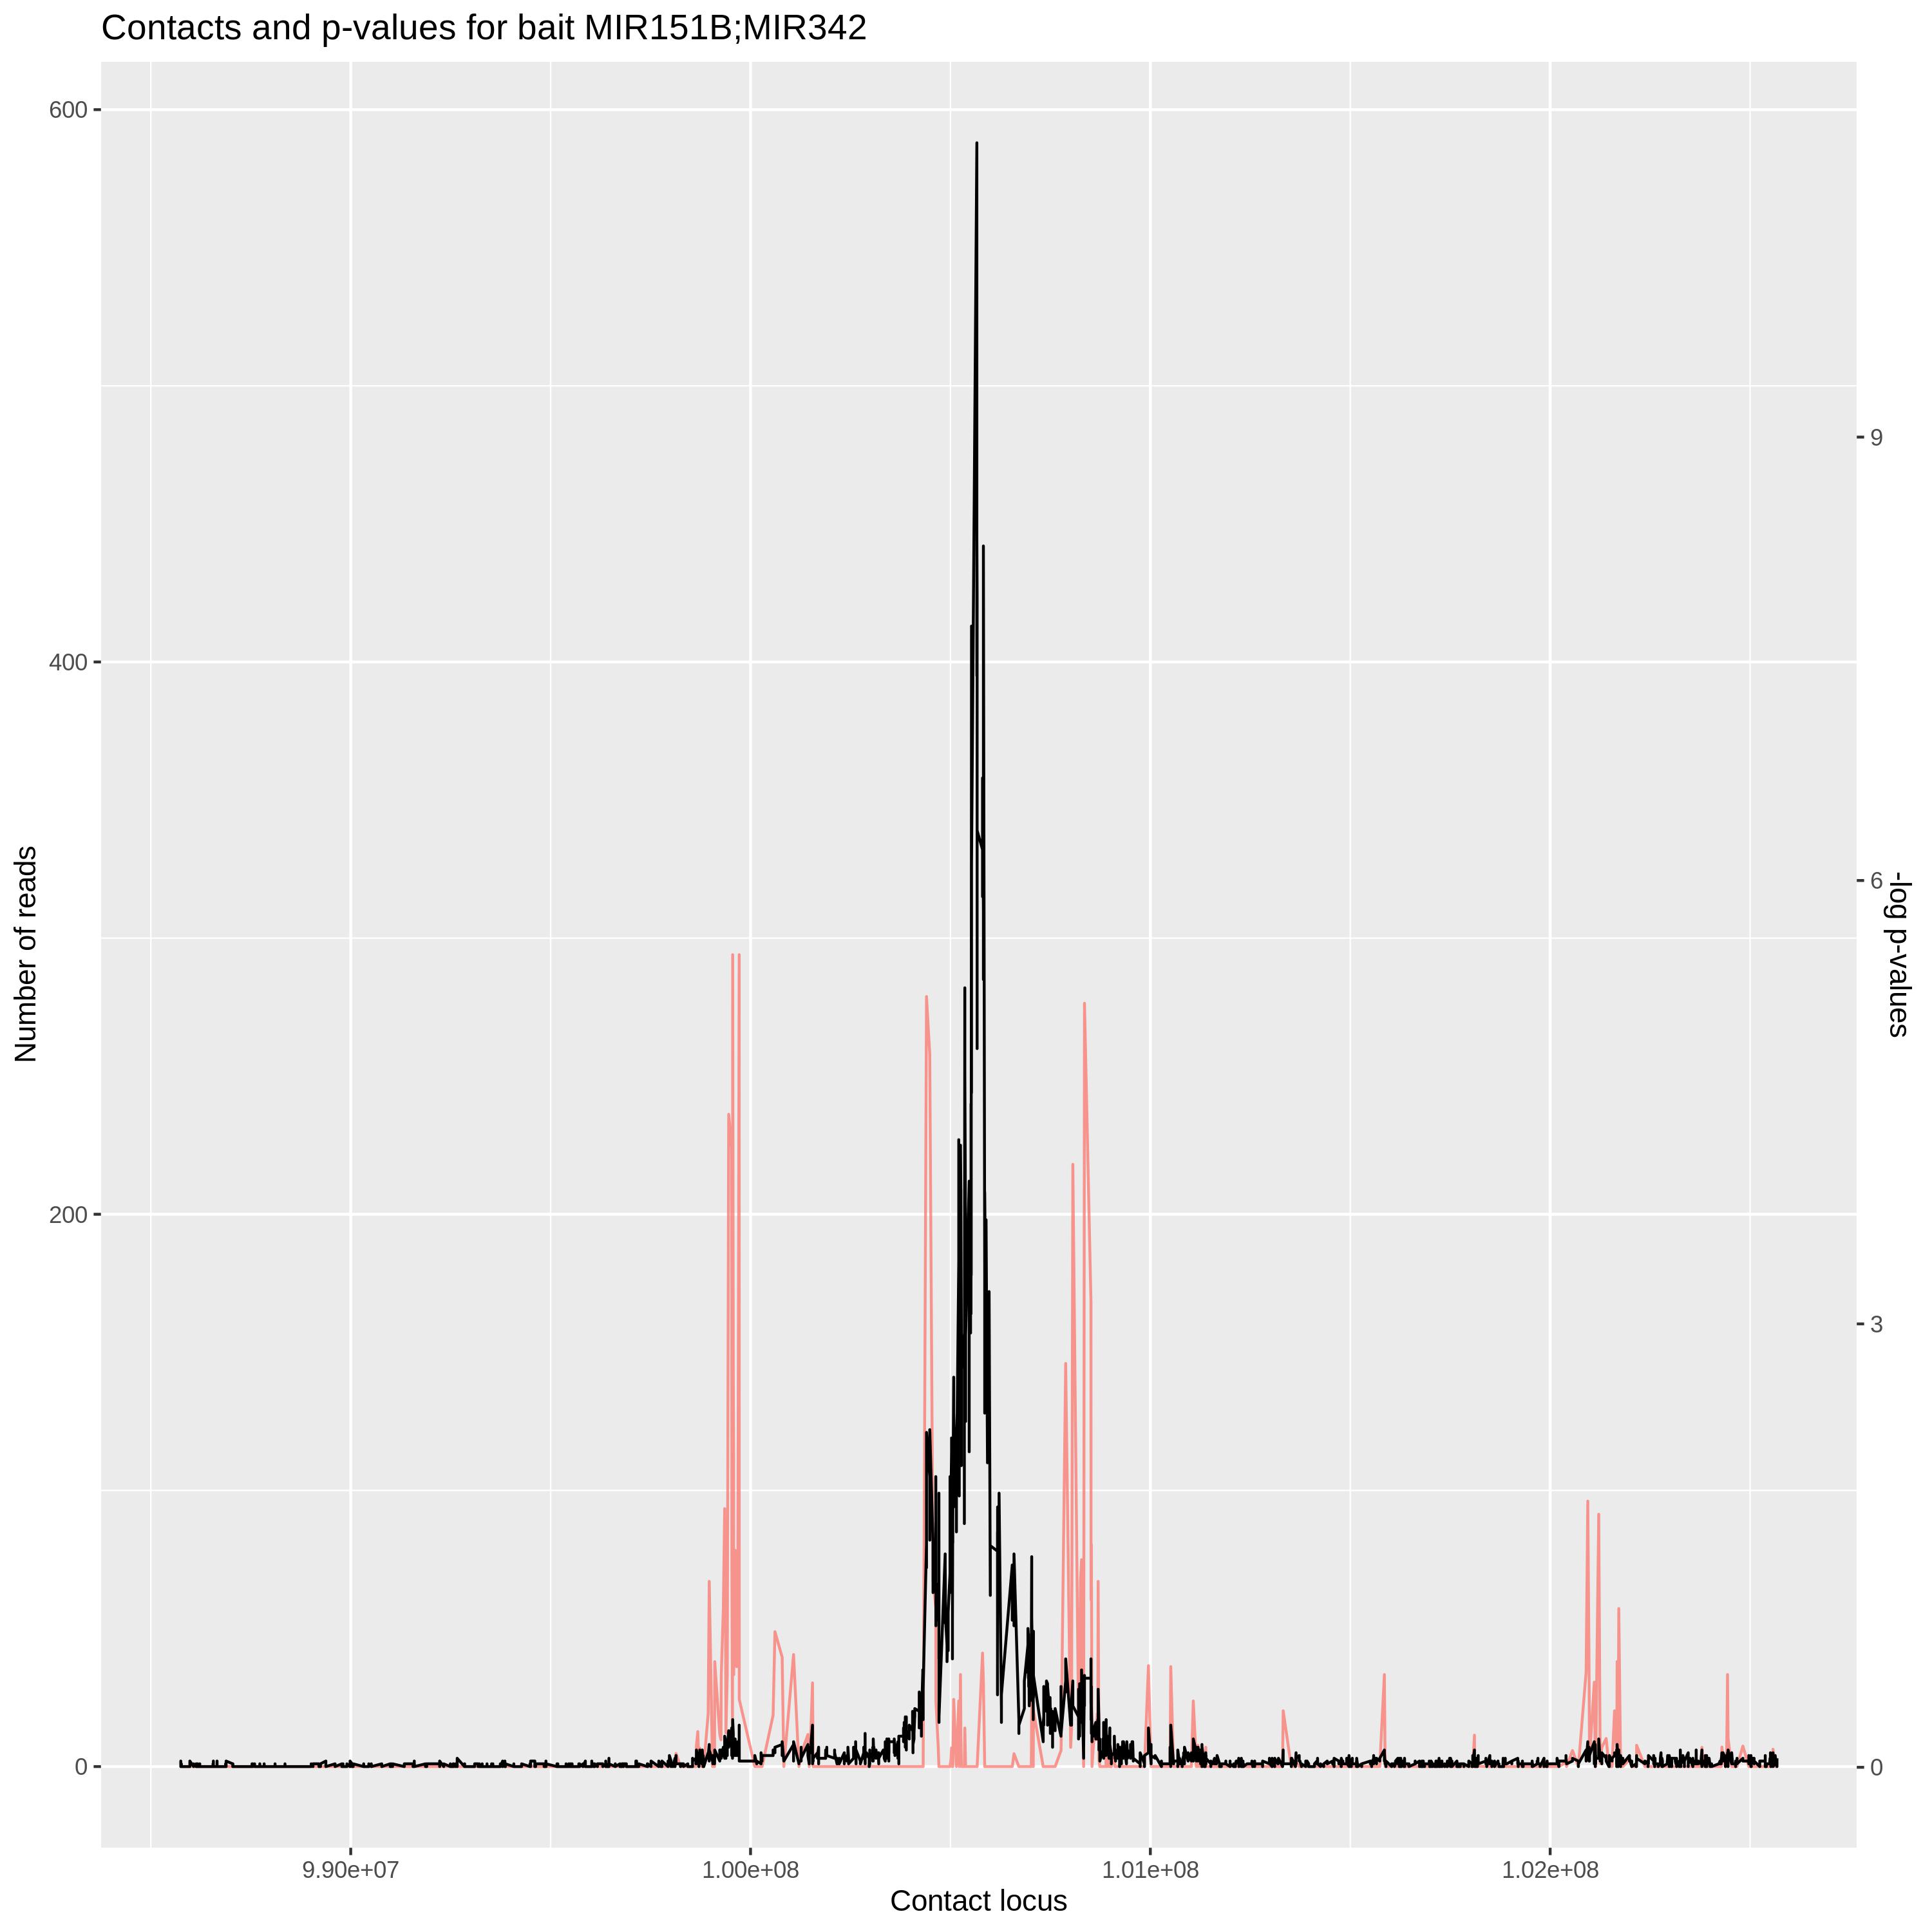 Contacts and p-values for bait MIR151B;MIR342
600
400
200
0
Number of reads
9
6
3
0
-log p-values
9.90e+07
1.00e+08
1.01e+08
1.02e+08
Contact locus